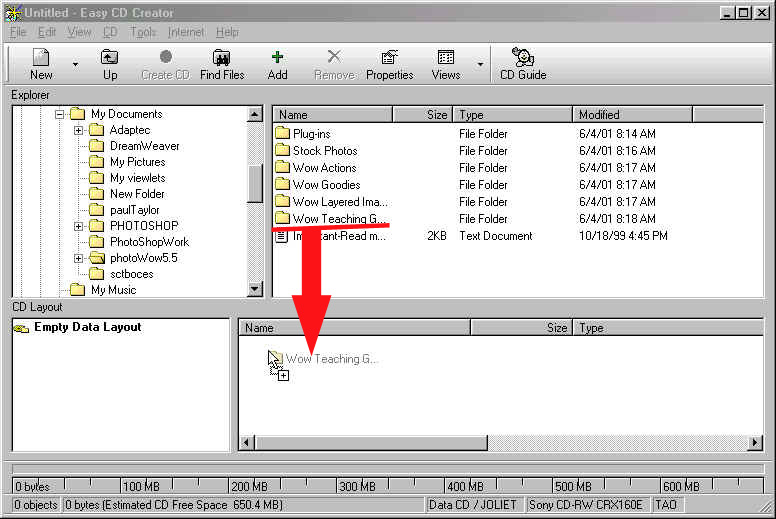 Untitled - Easy CD Creator
File Edit View CD Tools Internet Help
New Up Create CD Find Files Add Remove Properties Views CD Guide
Explorer
My Documents
Adaptec
DreamWeaver
My Pictures
My viewlets
New Folder
paulTaylor
PHOTOSHOP
PhotoShopWork
photoWow5.5
sctboces
My Music
Name Size Type Modified
Plug-ins File Folder 6/4/01 8:14 AM
Stock Photos File Folder 6/4/01 8:16 AM
Wow Actions File Folder 6/4/01 8:17 AM
Wow Goodies File Folder 6/4/01 8:17 AM
Wow Layered Ima... File Folder 6/4/01 8:17 AM
Wow Teaching G... File Folder 6/4/01 8:18 AM
Important-Read m... 2KB Text Document 10/18/99 4:45 PM
CD Layout
Empty Data Layout
Name Size Type
Wow Teaching G...
0 bytes 100 MB 200 MB 300 MB 400 MB 500 MB 600 MB
0 objects 0 bytes (Estimated CD Free Space 650.4 MB) Data CD / JOLIET Sony CD-RW CRX160E TAO